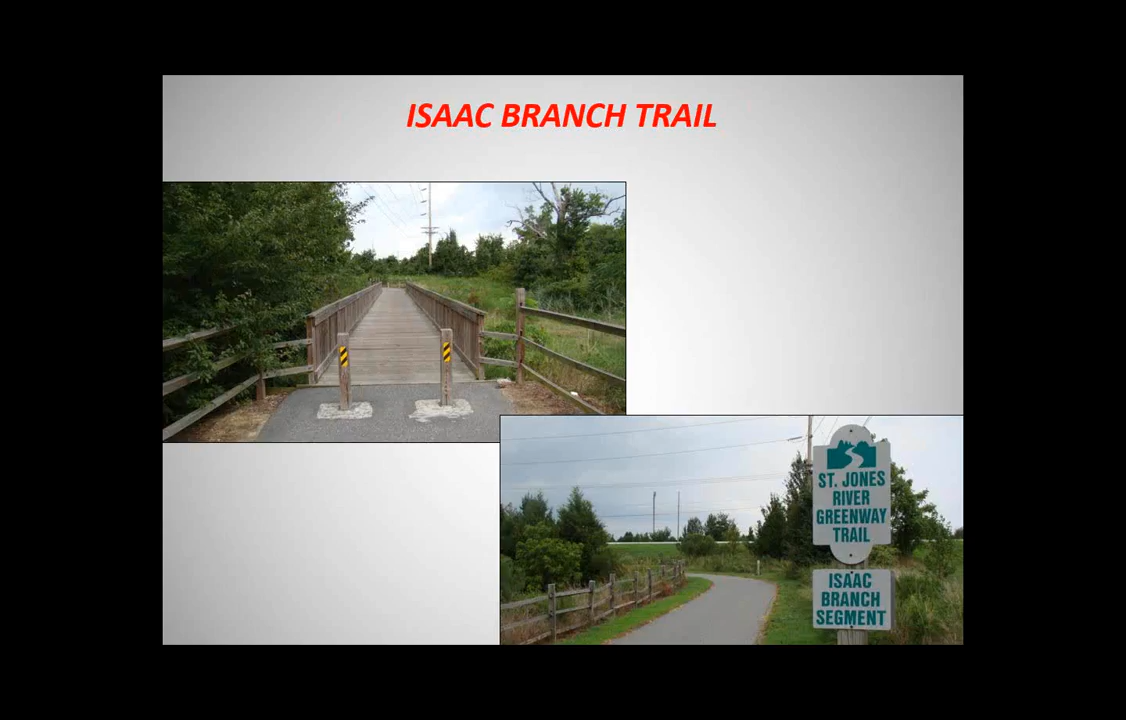 ISAAC BRANCH TRAIL
ST. JONES
RIVER
GREENWAY
TRAIL
ISAAC
BRANCH
SEGMENT